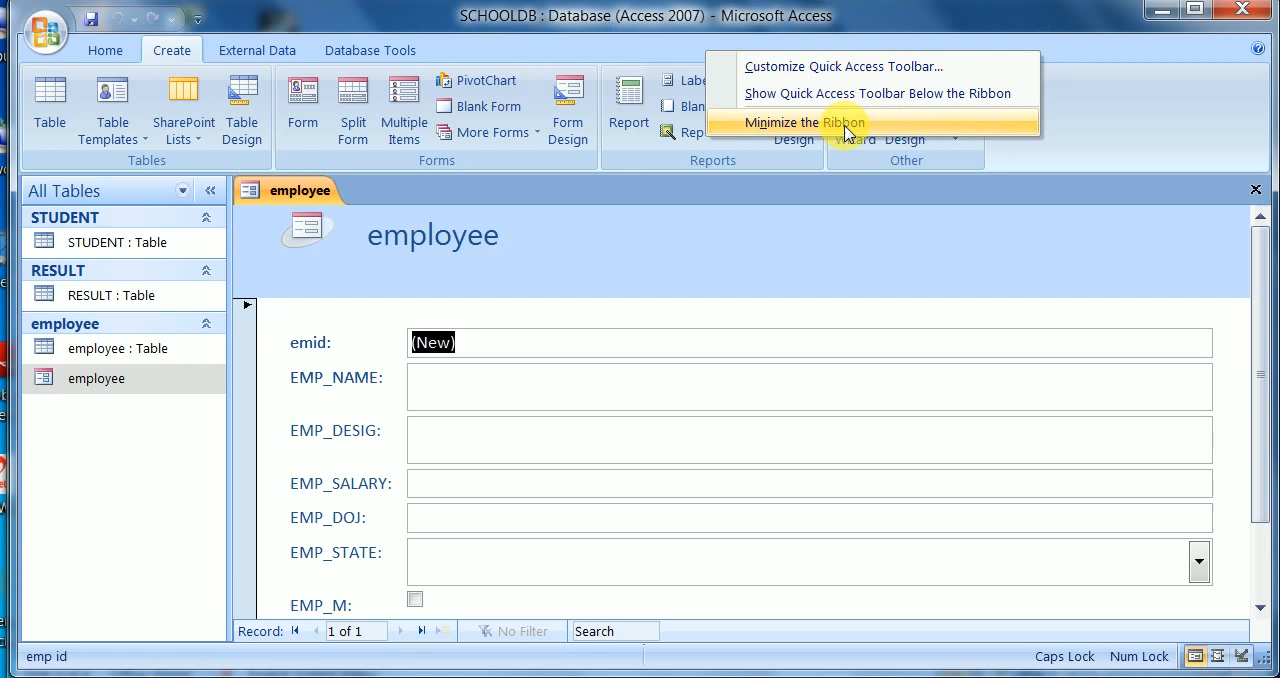 SCHOOLDB : Database (Access 2007) - Microsoft Access
Home Create External Data Database Tools
Customize Quick Access Toolbar...
Show Quick Access Toolbar Below the Ribbon
Minimize the Ribbon
Table
Table Templates
SharePoint Lists
Table Design
Form
Split Form
Multiple Items
PivotChart
Blank Form
More Forms
Form Design
Report
Design
Design
Tables Forms Reports Other
All Tables
STUDENT
STUDENT : Table
RESULT
RESULT : Table
employee
employee : Table
employee
employee
employee
emid: (New)
EMP_NAME:
EMP_DESIG:
EMP_SALARY:
EMP_DOJ:
EMP_STATE:
EMP_M:
Record: 1 of 1 No Filter Search
emp id Caps Lock Num Lock